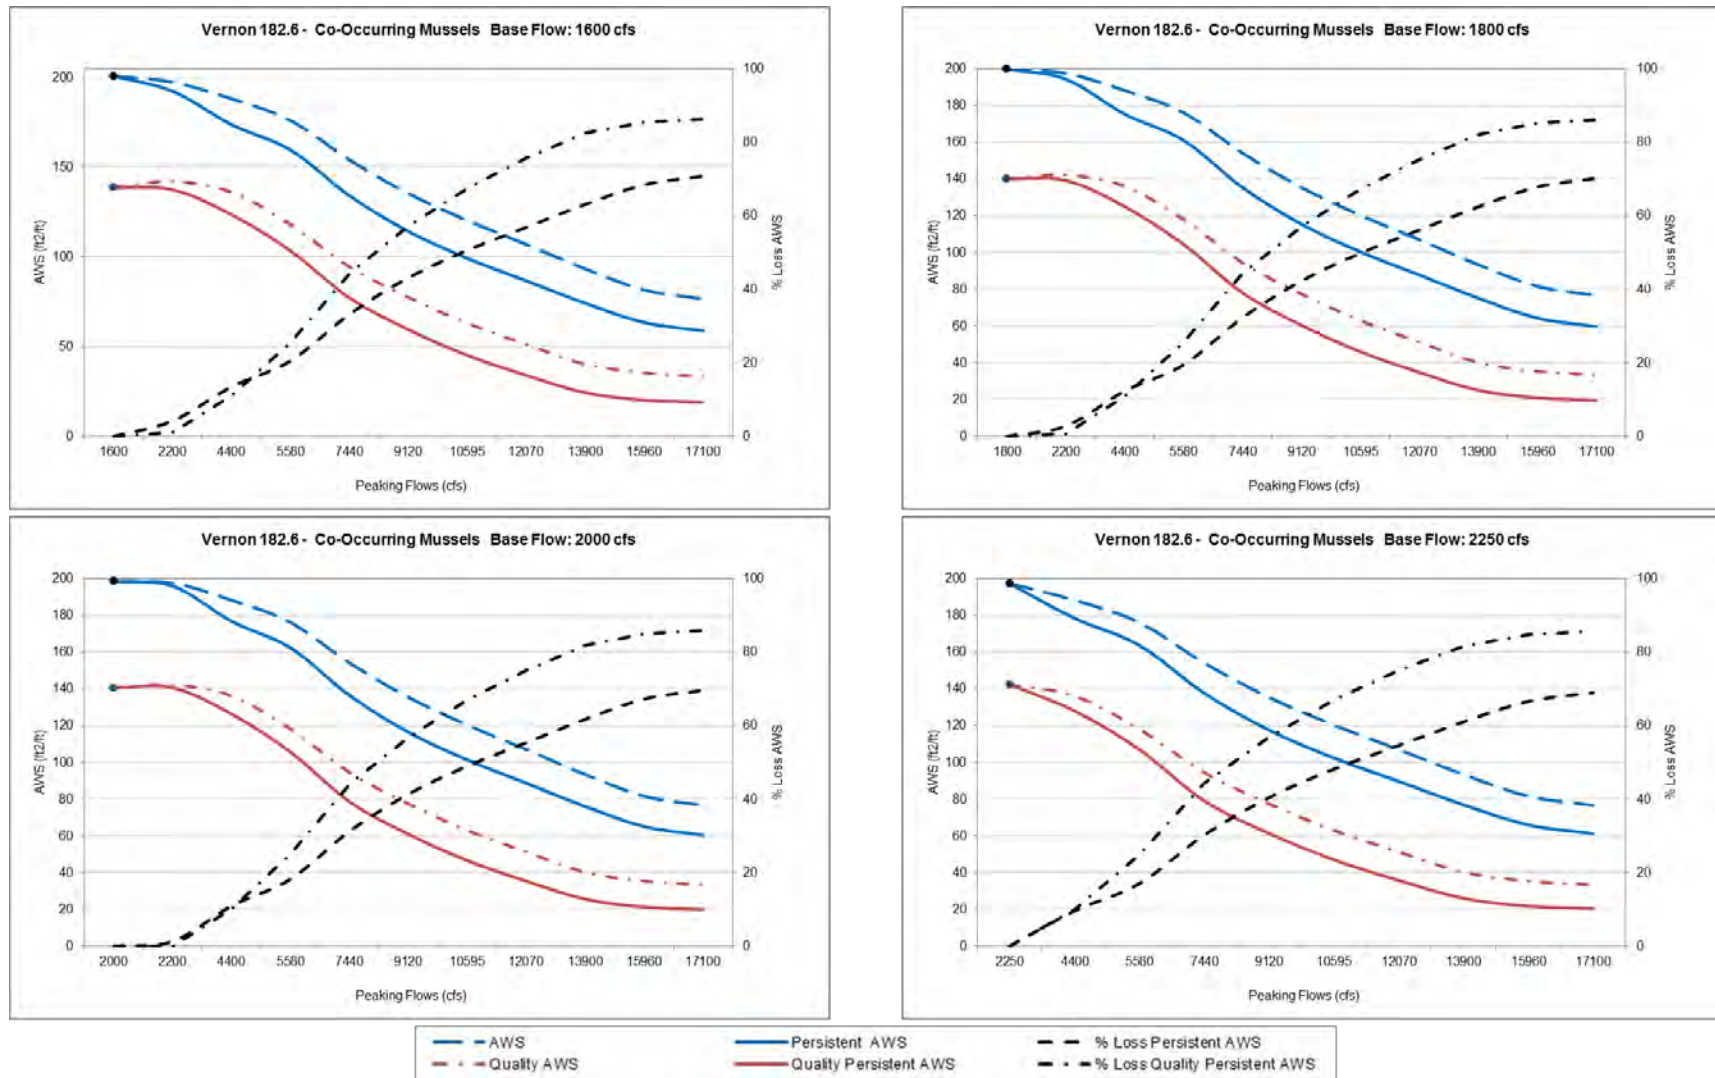 Vernon 182.6 - Co-Occurring Mussels Base Flow: 1600 cfs
200
150
100
50
0
AWS (ft2/ft)
100
80
60
40
20
0
% Loss AWS
1600 2200 4400 5580 7440 9120 10595 12070 13900 15960 17100
Peaking Flows (cfs)
Vernon 182.6 - Co-Occurring Mussels Base Flow: 1800 cfs
200
180
160
140
120
100
80
60
40
20
0
AWS (ft2/ft)
100
80
60
40
20
0
% Loss AWS
1800 2200 4400 5580 7440 9120 10595 12070 13900 15960 17100
Peaking Flows (cfs)
Vernon 182.6 - Co-Occurring Mussels Base Flow: 2000 cfs
200
180
160
140
120
100
80
60
40
20
0
AWS (ft2/ft)
100
80
60
40
20
0
% Loss AWS
2000 2200 4400 5580 7440 9120 10595 12070 13900 15960 17100
Peaking Flows (cfs)
Vernon 182.6 - Co-Occurring Mussels Base Flow: 2250 cfs
200
180
160
140
120
100
80
60
40
20
0
AWS (ft2/ft)
100
80
60
40
20
0
% Loss AWS
2250 4400 5580 7440 9120 10595 12070 13900 15960 17100
Peaking Flows (cfs)
AWS Persistent AWS % Loss Persistent AWS
Quality AWS Quality Persistent AWS % Loss Quality Persistent AWS